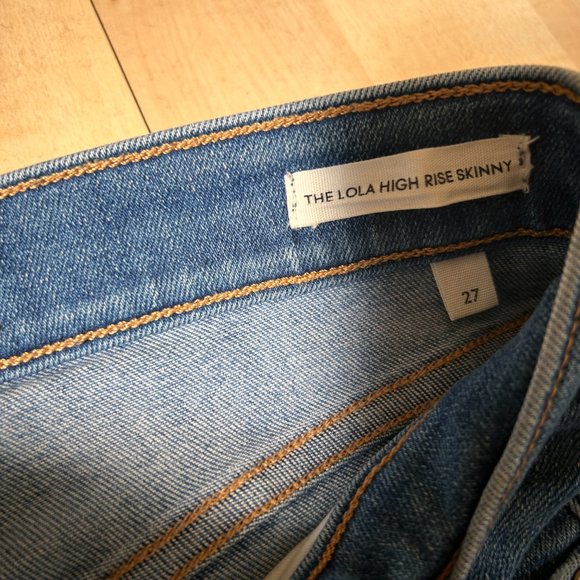 THE LOLA HIGH RISE SKINNY
27